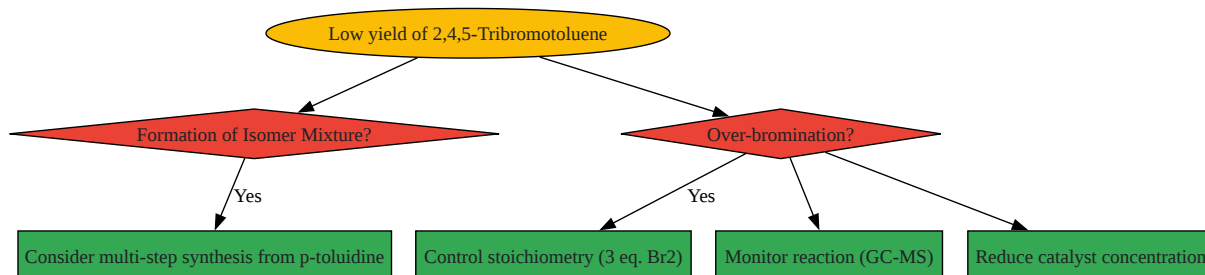 Low yield of 2,4,5-Tribromotoluene
Formation of Isomer Mixture?
Over-bromination?
Yes
Yes
Consider multi-step synthesis from p-toluidine
Control stoichiometry (3 eq. Br2)
Monitor reaction (GC-MS)
Reduce catalyst concentration